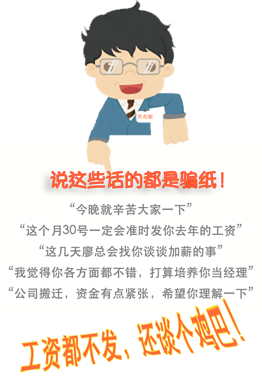 说这些话的都是骗纸！
“今晚就辛苦大家一下”
“这个月30号一定会准时发你去年的工资”
“这几天廖总会找你谈谈加薪的事”
“我觉得你各方面都不错，打算培养你当经理”
“公司搬迁，资金有点紧张，希望你理解一下”
工资都不发，还谈个鸡巴！